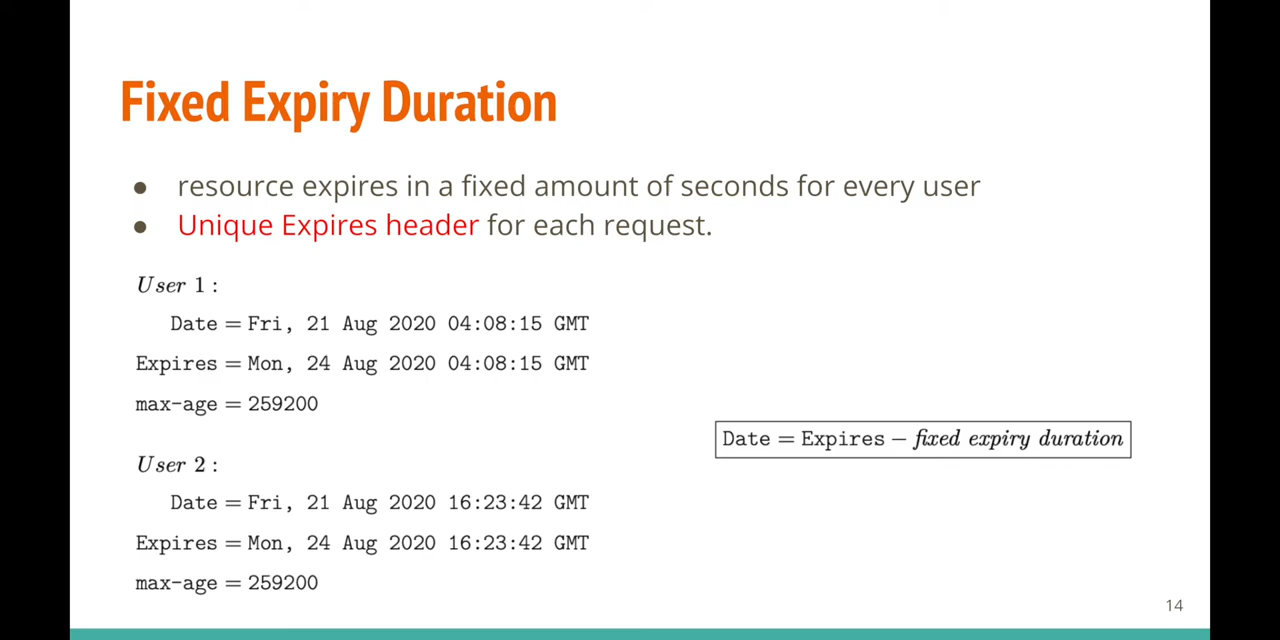 Fixed Expiry Duration
● resource expires in a fixed amount of seconds for every user
● Unique Expires header for each request.
User 1 :
Date = Fri, 21 Aug 2020 04:08:15 GMT
Expires = Mon, 24 Aug 2020 04:08:15 GMT
max-age = 259200
Date = Expires − fixed expiry duration
User 2 :
Date = Fri, 21 Aug 2020 16:23:42 GMT
Expires = Mon, 24 Aug 2020 16:23:42 GMT
max-age = 259200
14